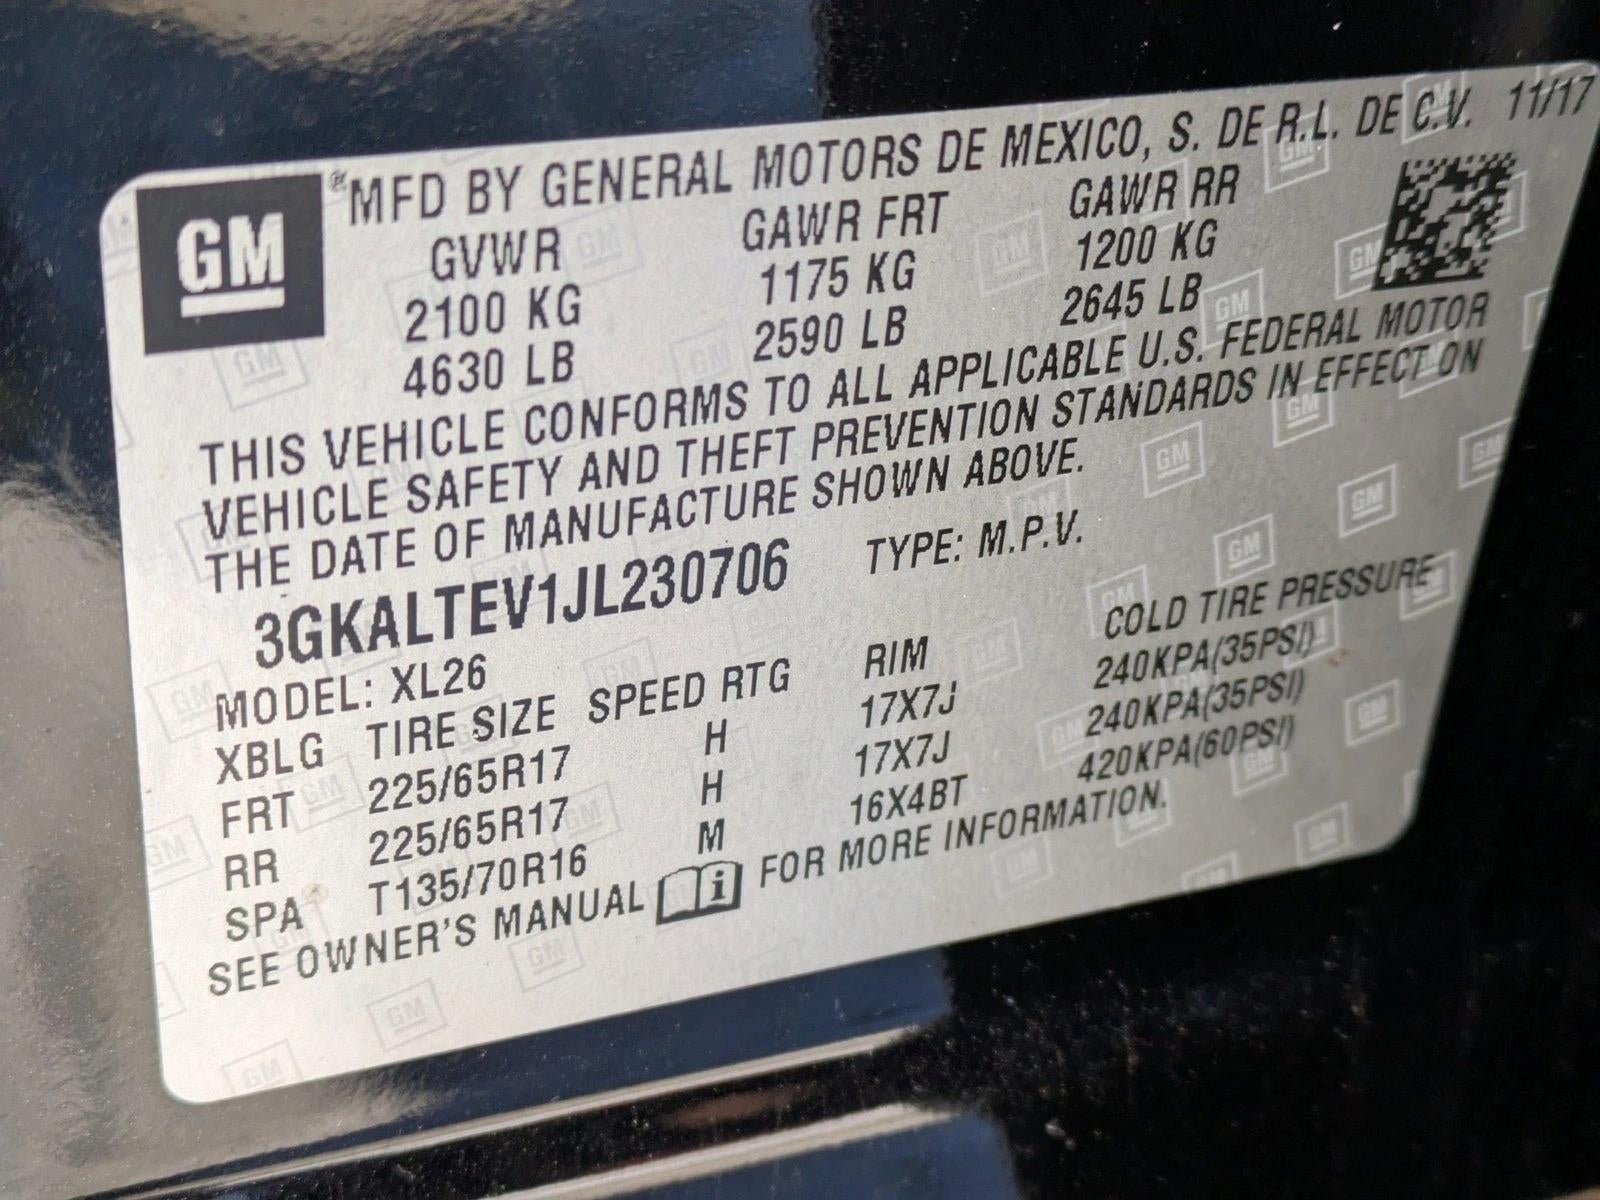 GM
®MFD BY GENERAL MOTORS DE MEXICO, S. DE R.L. DE C.V. 11/17
GVWR GAWR FRT GAWR RR
2100 KG 1175 KG 1200 KG
4630 LB 2590 LB 2645 LB
THIS VEHICLE CONFORMS TO ALL APPLICABLE U.S. FEDERAL MOTOR
VEHICLE SAFETY AND THEFT PREVENTION STANDARDS IN EFFECT ON
THE DATE OF MANUFACTURE SHOWN ABOVE.
3GKALTEV1JL230706 TYPE: M.P.V.
MODEL: XL26
XBLG TIRE SIZE SPEED RTG RIM COLD TIRE PRESSURE
FRT 225/65R17 H 17X7J 240KPA(35PSI)
RR 225/65R17 H 17X7J 240KPA(35PSI)
SPA T135/70R16 M 16X4BT 420KPA(60PSI)
SEE OWNER'S MANUAL i FOR MORE INFORMATION.